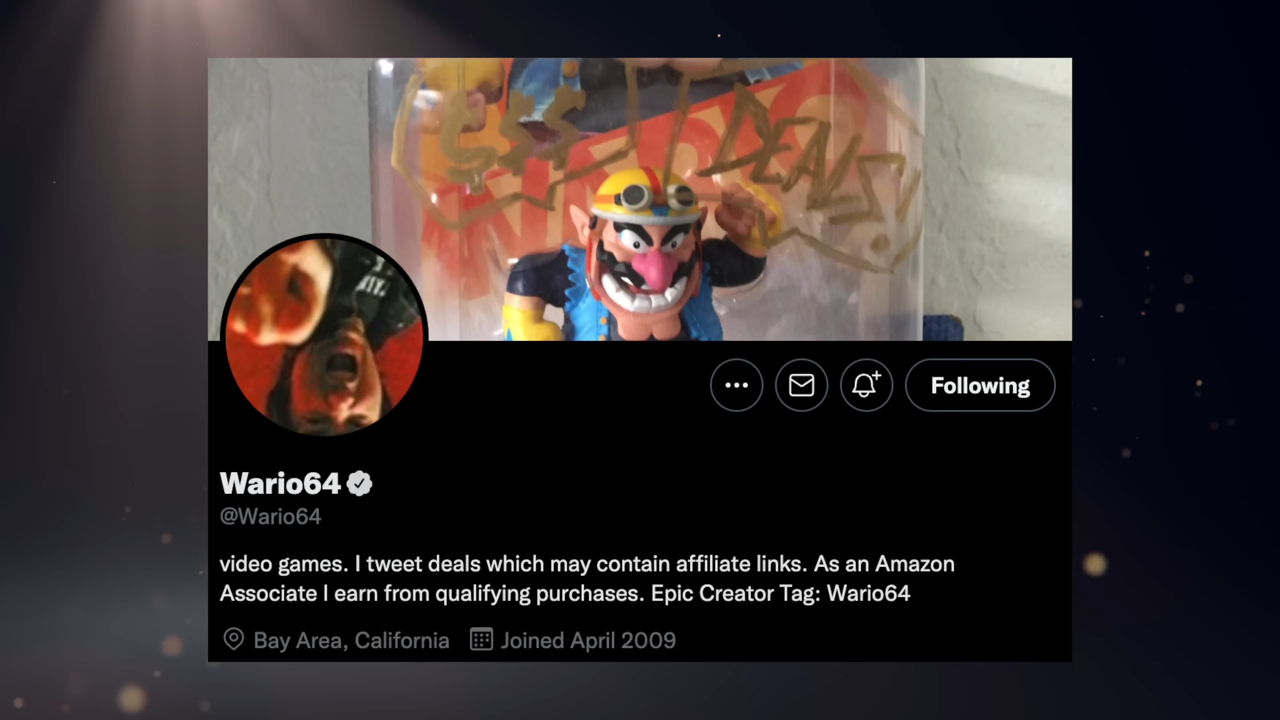 $$$ DEALS!
Following
Wario64
@Wario64
video games. I tweet deals which may contain affiliate links. As an Amazon
Associate I earn from qualifying purchases. Epic Creator Tag: Wario64
Bay Area, California Joined April 2009